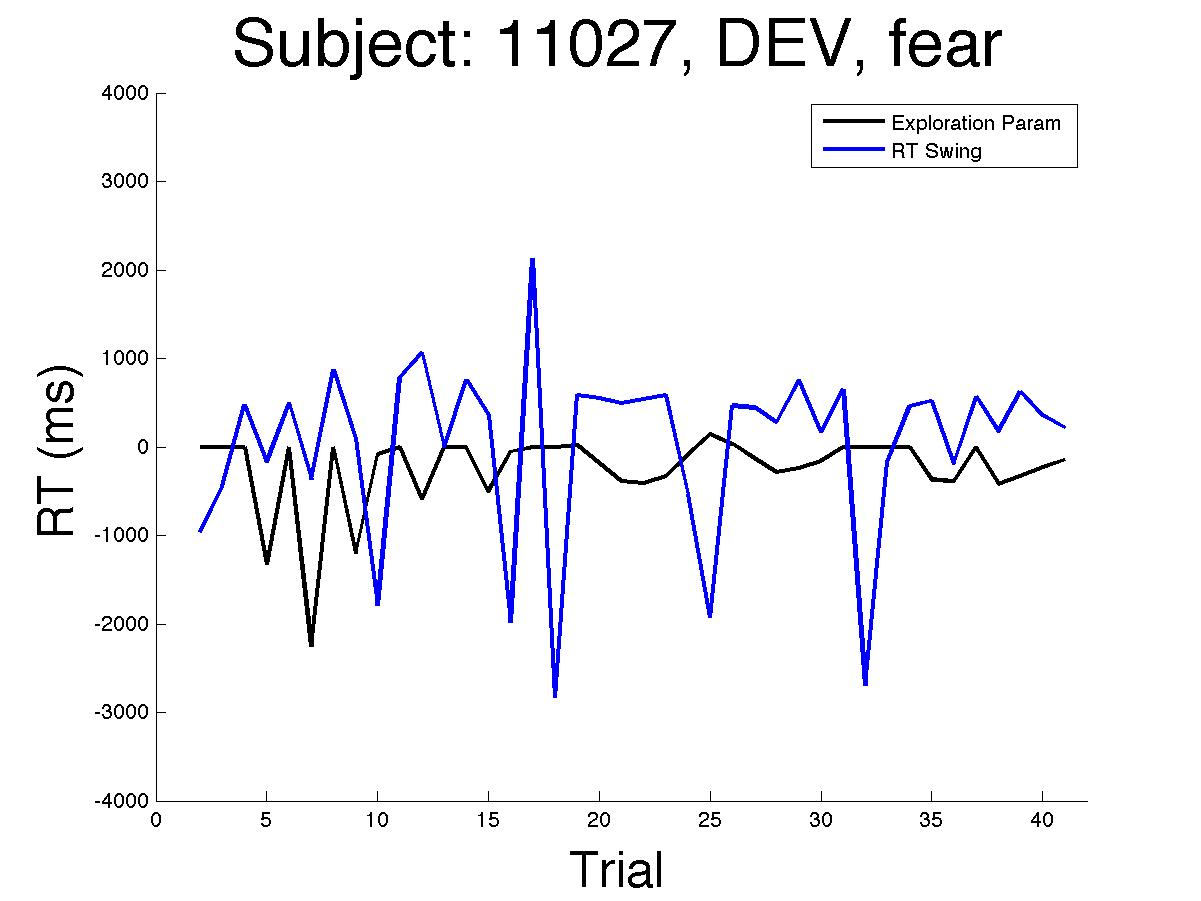 Subject: 11027, DEV, fear
Exploration Param
RT Swing
4000
3000
2000
1000
0
-1000
-2000
-3000
-4000
RT (ms)
0 5 10 15 20 25 30 35 40
Trial